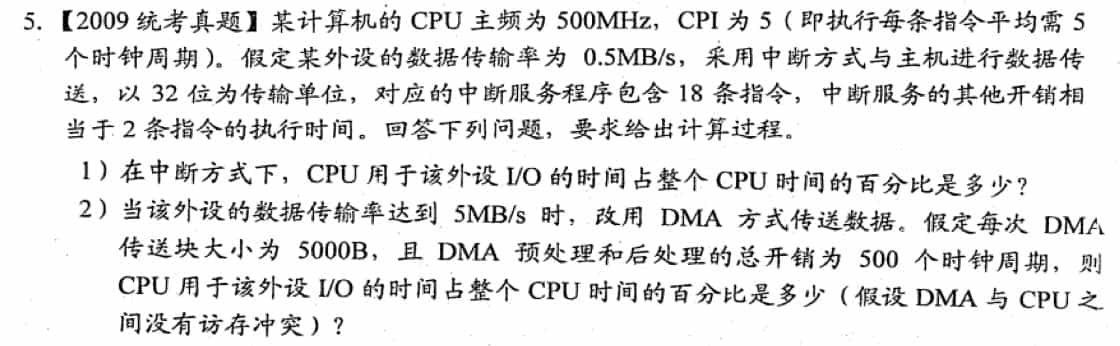 5. 【2009 统考真题】某计算机的 CPU 主频为 500MHz，CPI 为 5（即执行每条指令平均需 5
个时钟周期）。假定某外设的数据传输率为 0.5MB/s，采用中断方式与主机进行数据传
送，以 32 位为传输单位，对应的中断服务程序包含 18 条指令，中断服务的其他开销相
当于 2 条指令的执行时间。回答下列问题，要求给出计算过程。
1）在中断方式下，CPU 用于该外设 I/O 的时间占整个 CPU 时间的百分比是多少？
2）当该外设的数据传输率达到 5MB/s 时，改用 DMA 方式传送数据。假定每次 DMA
传送块大小为 5000B，且 DMA 预处理和后处理的总开销为 500 个时钟周期，则
CPU 用于该外设 I/O 的时间占整个 CPU 时间的百分比是多少（假设 DMA 与 CPU 之
间没有访存冲突）？